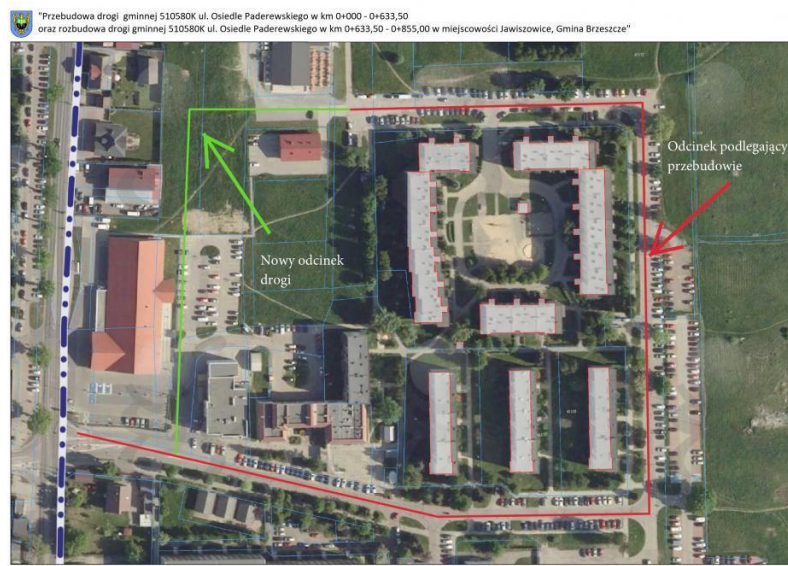 "Przebudowa drogi gminnej 510580K ul. Osiedle Paderewskiego w km 0+000 - 0+633,50
oraz rozbudowa drogi gminnej 510580K ul. Osiedle Paderewskiego w km 0+633,50 - 0+855,00 w miejscowości Jawiszowice, Gmina Brzeszcze"
Odcinek podlegający
przebudowie
Nowy odcinek
drogi